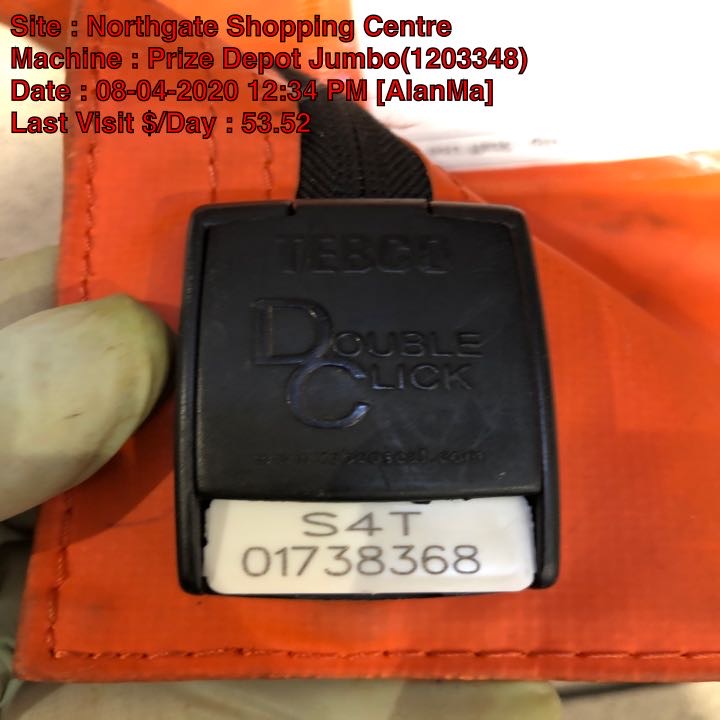 Site : Northgate Shopping Centre
Machine : Prize Depot Jumbo(1203348)
Date : 08-04-2020 12:34 PM [AlanMa]
Last Visit $/Day : 53.52
TEBCO
DOUBLE
CLICK
S4T
01738368